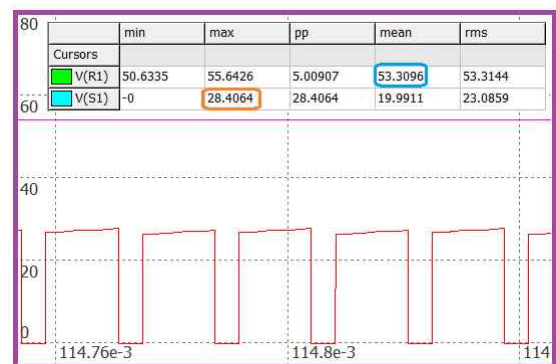 80
min max pp mean rms
Cursors
V(R1) 50.6335 55.6426 5.00907 53.3096 53.3144
V(S1) -0 28.4064 28.4064 19.9911 23.0859
60
40
20
0
114.76e-3 114.8e-3 114